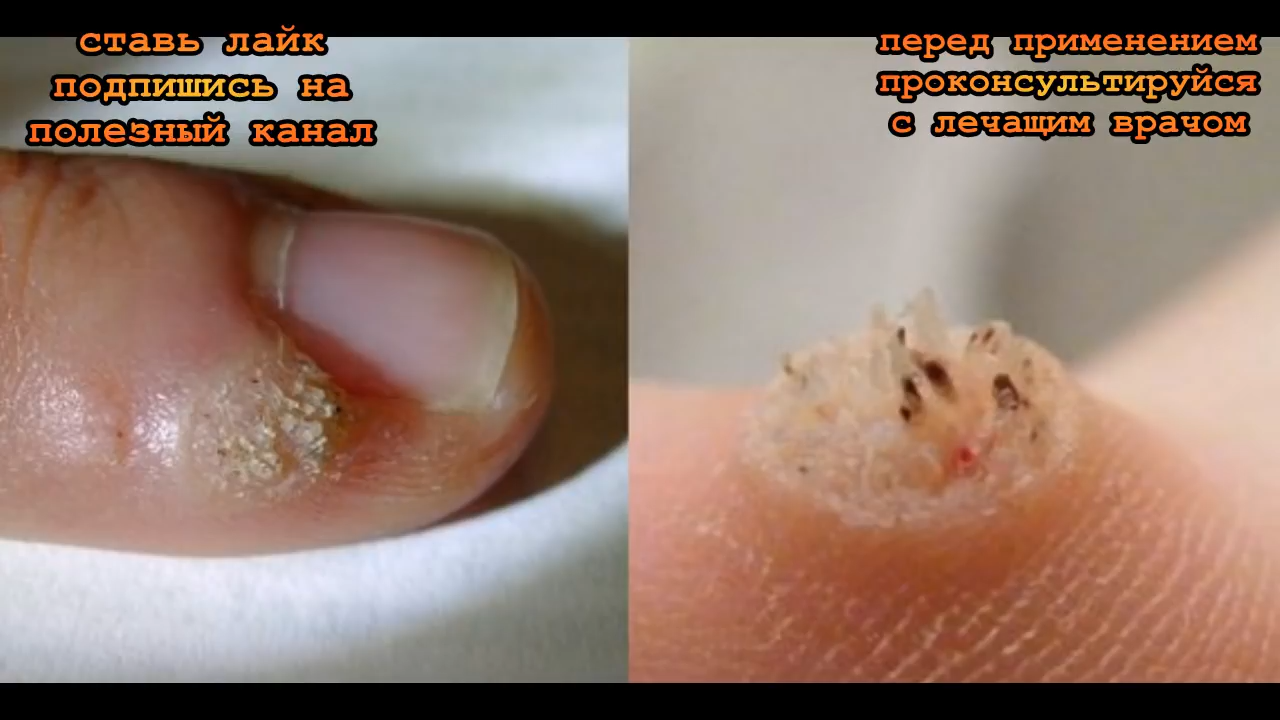 ставь лайк
подпишись на
полезный канал
перед применением
проконсультируйся
с лечащим врачом